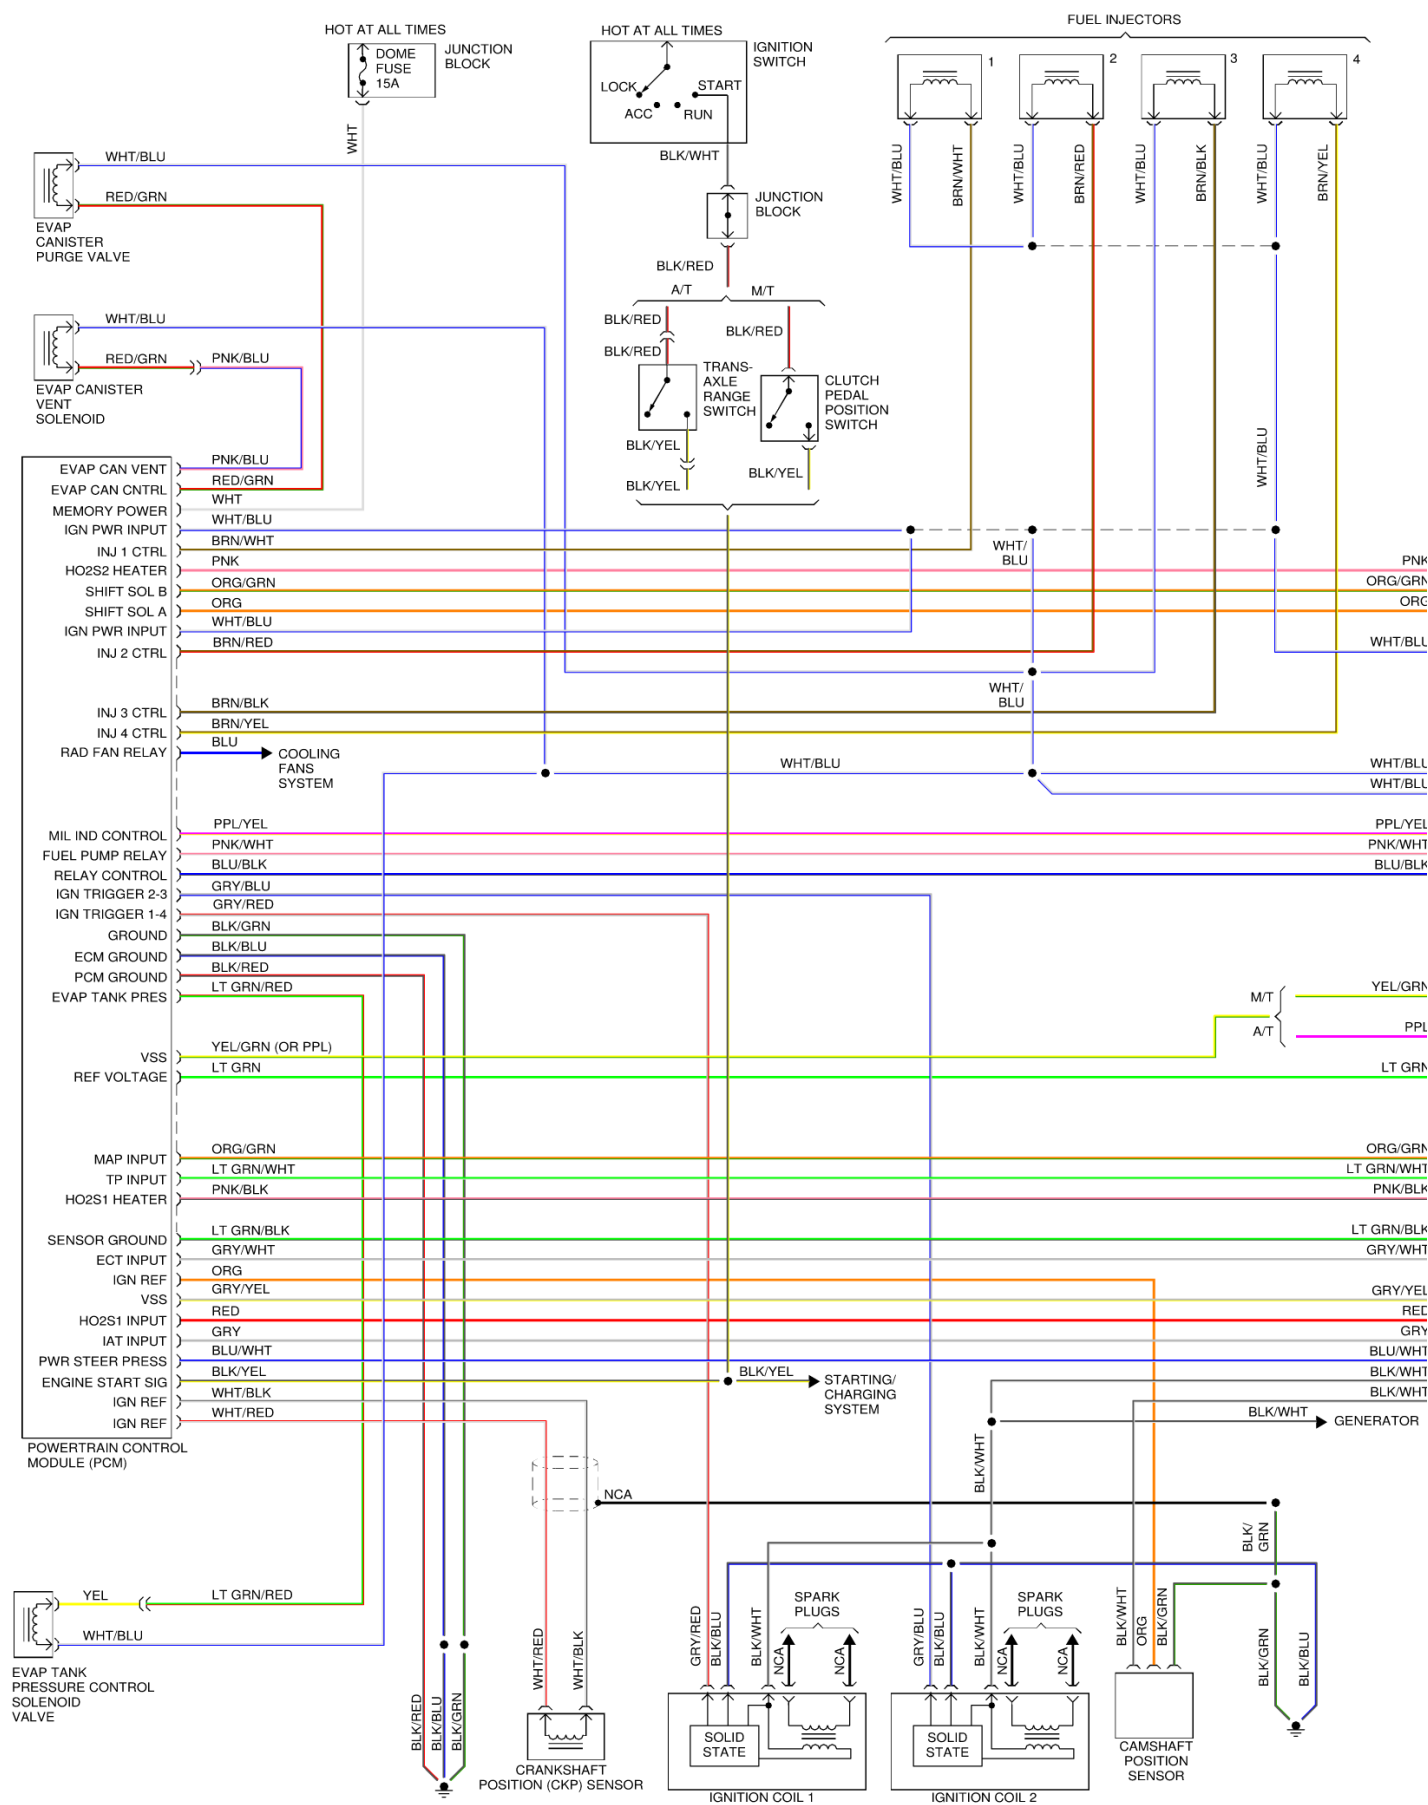 HOT AT ALL TIMES
DOME
FUSE
15A
JUNCTION
BLOCK
WHT
HOT AT ALL TIMES
IGNITION
SWITCH
LOCK
START
ACC
RUN
BLK/WHT
JUNCTION
BLOCK
BLK/RED
A/T
M/T
BLK/RED
BLK/RED
BLK/RED
TRANS-
AXLE
RANGE
SWITCH
CLUTCH
PEDAL
POSITION
SWITCH
BLK/YEL
BLK/YEL
BLK/YEL
FUEL INJECTORS
1
2
3
4
WHT/BLU
BRN/WHT
WHT/BLU
BRN/RED
WHT/BLU
BRN/BLK
WHT/BLU
BRN/YEL
WHT/BLU
WHT/BLU
RED/GRN
EVAP
CANISTER
PURGE VALVE
WHT/BLU
RED/GRN
PNK/BLU
EVAP CANISTER
VENT
SOLENOID
EVAP CAN VENT
PNK/BLU
EVAP CAN CNTRL
RED/GRN
MEMORY POWER
WHT
IGN PWR INPUT
WHT/BLU
INJ 1 CTRL
BRN/WHT
WHT/
BLU
HO2S2 HEATER
PNK
PNK
SHIFT SOL B
ORG/GRN
ORG/GRN
SHIFT SOL A
ORG
ORG
IGN PWR INPUT
WHT/BLU
WHT/BLU
INJ 2 CTRL
BRN/RED
WHT/
BLU
INJ 3 CTRL
BRN/BLK
INJ 4 CTRL
BRN/YEL
RAD FAN RELAY
BLU
COOLING
FANS
SYSTEM
WHT/BLU
WHT/BLU
WHT/BLU
MIL IND CONTROL
PPL/YEL
PPL/YEL
FUEL PUMP RELAY
PNK/WHT
PNK/WHT
RELAY CONTROL
BLU/BLK
BLU/BLK
IGN TRIGGER 2-3
GRY/BLU
IGN TRIGGER 1-4
GRY/RED
GROUND
BLK/GRN
ECM GROUND
BLK/BLU
PCM GROUND
BLK/RED
EVAP TANK PRES
LT GRN/RED
M/T
YEL/GRN
A/T
PPL
VSS
YEL/GRN (OR PPL)
REF VOLTAGE
LT GRN
LT GRN
MAP INPUT
ORG/GRN
ORG/GRN
TP INPUT
LT GRN/WHT
LT GRN/WHT
HO2S1 HEATER
PNK/BLK
PNK/BLK
SENSOR GROUND
LT GRN/BLK
LT GRN/BLK
ECT INPUT
GRY/WHT
GRY/WHT
IGN REF
ORG
VSS
GRY/YEL
GRY/YEL
HO2S1 INPUT
RED
RED
IAT INPUT
GRY
GRY
PWR STEER PRESS
BLU/WHT
BLU/WHT
ENGINE START SIG
BLK/YEL
BLK/YEL
STARTING/
CHARGING
SYSTEM
BLK/WHT
BLK/WHT
IGN REF
WHT/BLK
IGN REF
WHT/RED
BLK/WHT
GENERATOR
POWERTRAIN CONTROL
MODULE (PCM)
BLK/WHT
NCA
BLK/
GRN
YEL
LT GRN/RED
WHT/BLU
EVAP TANK
PRESSURE CONTROL
SOLENOID
VALVE
BLK/RED
BLK/BLU
BLK/GRN
WHT/RED
WHT/BLK
CRANKSHAFT
POSITION (CKP) SENSOR
GRY/RED
BLK/BLU
BLK/WHT
SPARK
PLUGS
NCA
NCA
SOLID
STATE
IGNITION COIL 1
GRY/BLU
BLK/BLU
BLK/WHT
SPARK
PLUGS
NCA
NCA
SOLID
STATE
IGNITION COIL 2
BLK/WHT
ORG
BLK/GRN
CAMSHAFT
POSITION
SENSOR
BLK/GRN
BLK/BLU